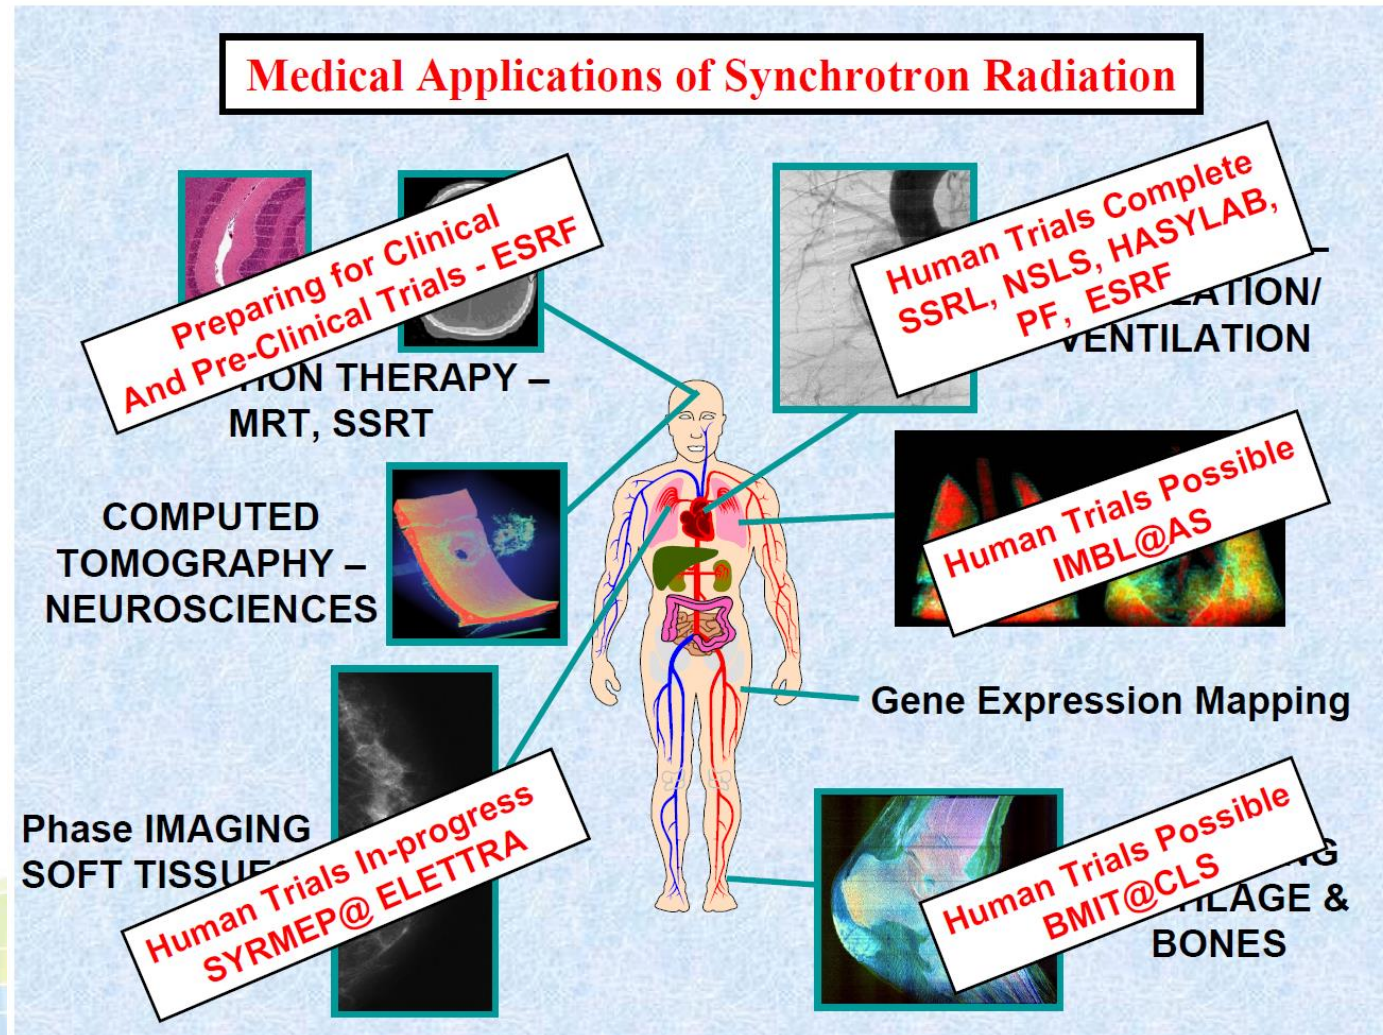 Medical Applications of Synchrotron Radiation
Preparing for Clinical
And Pre-Clinical Trials - ESRF
THERAPY –
MRT, SSRT
Human Trials Complete
SSRL, NSLS, HASYLAB,
PF, ESRF
VENTILATION
COMPUTED
TOMOGRAPHY –
NEUROSCIENCES
Human Trials Possible
IMBL@AS
Gene Expression Mapping
Phase IMAGING
SOFT TISSUES
Human Trials In-progress
SYRMEP@ ELETTRA
Human Trials Possible
BMIT@CLS
&
BONES